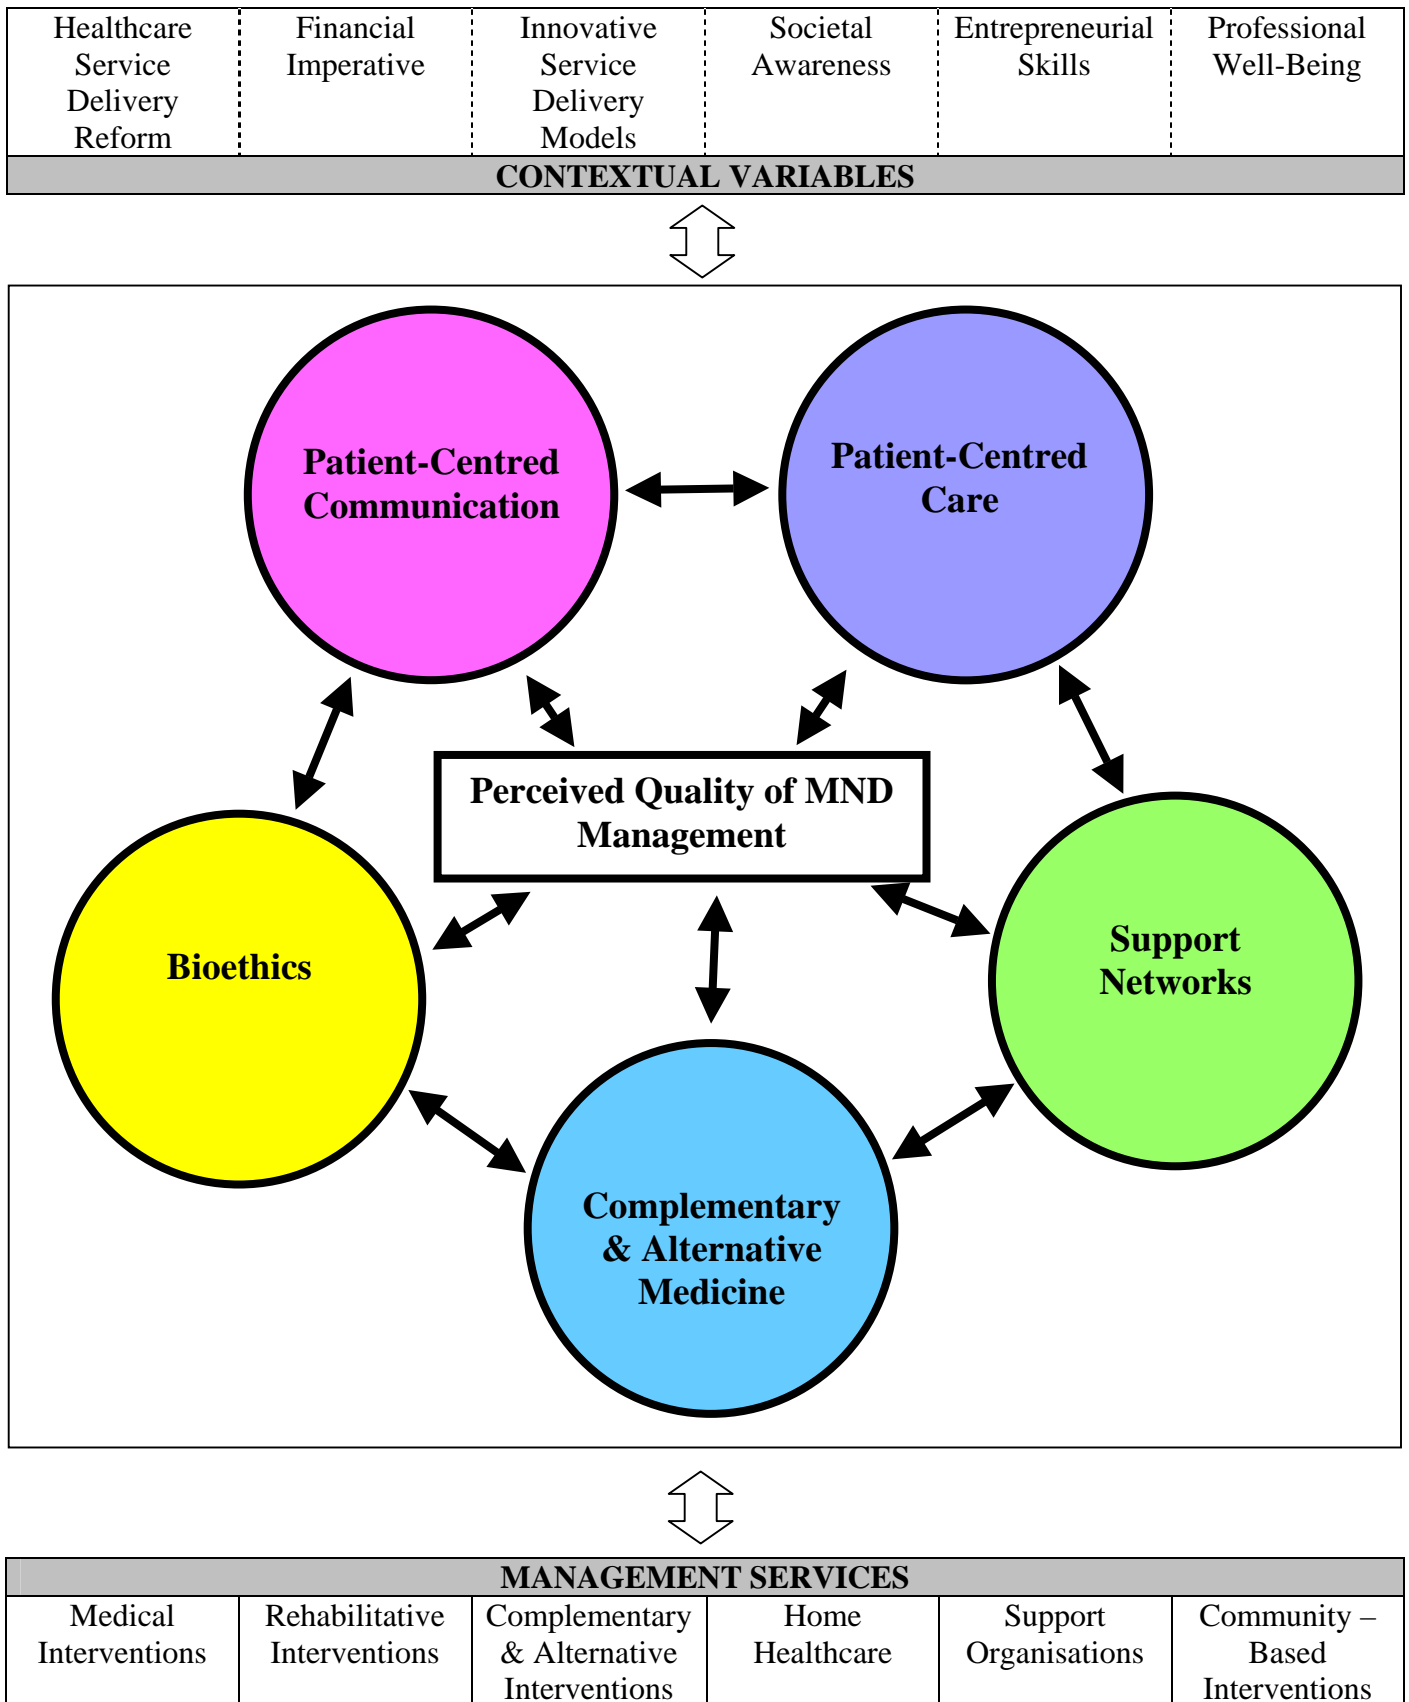 Healthcare
Service
Delivery
Reform
Financial
Imperative
Innovative
Service
Delivery
Models
Societal
Awareness
Entrepreneurial
Skills
Professional
Well-Being
CONTEXTUAL VARIABLES
Patient-Centred
Communication
Patient-Centred
Care
Perceived Quality of MND
Management
Bioethics
Support
Networks
Complementary
& Alternative
Medicine
MANAGEMENT SERVICES
Medical
Interventions
Rehabilitative
Interventions
Complementary
& Alternative
Interventions
Home
Healthcare
Support
Organisations
Community –
Based
Interventions